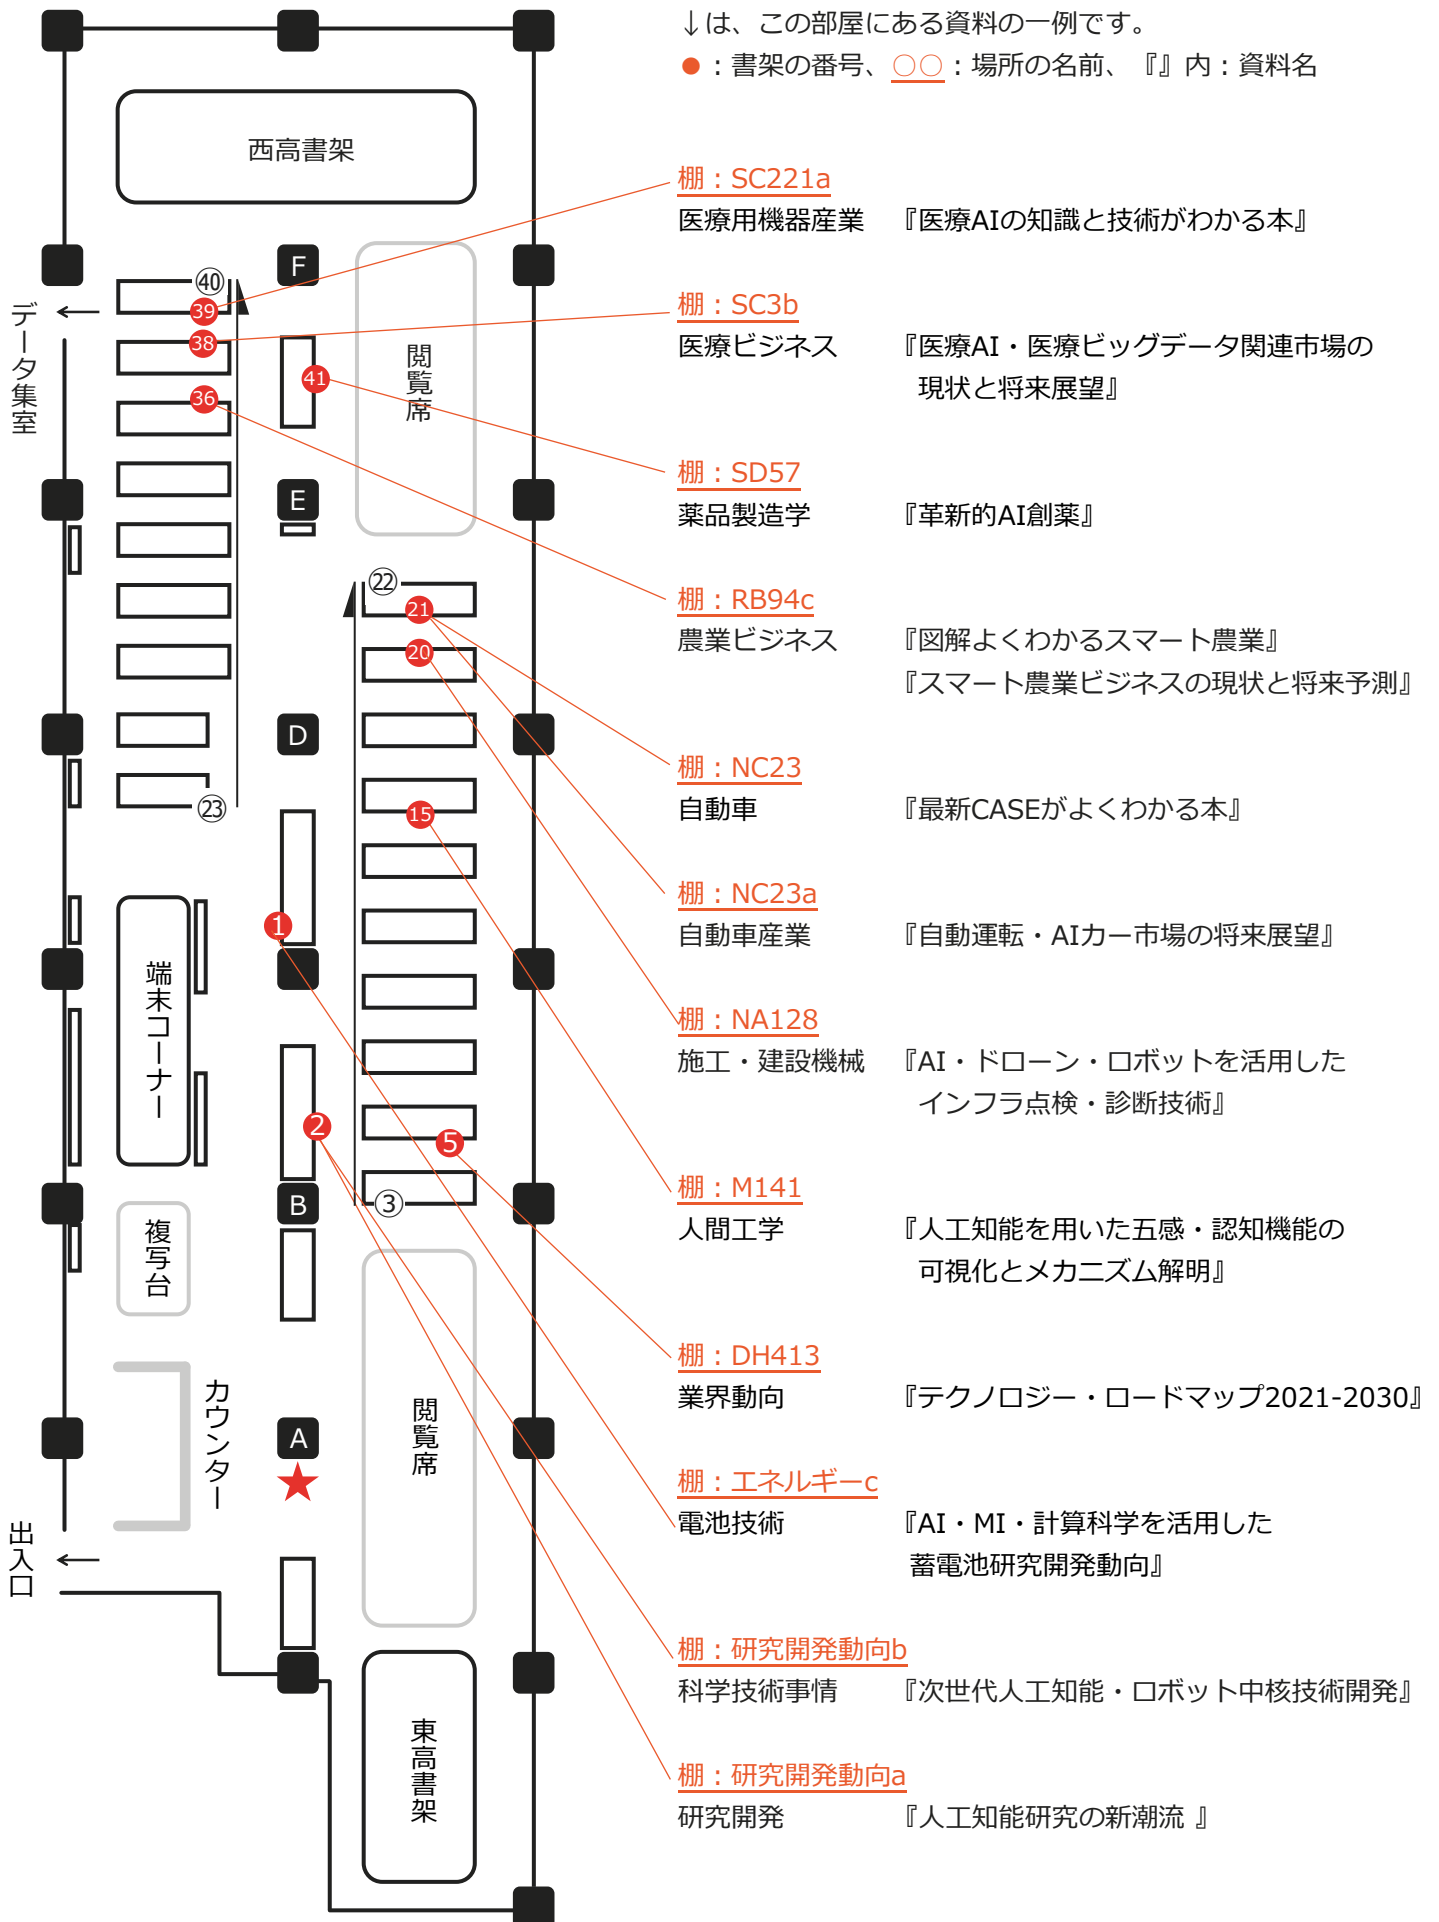 ↓は、この部屋にある資料の一例です。
●：書架の番号、○○：場所の名前、『』内：資料名
西高書架
棚：SC221a
医療用機器産業 『医療AIの知識と技術がわかる本』
F
㊵
39
データ集室
←
棚：SC3b
38
医療ビジネス 『医療AI・医療ビッグデータ関連市場の
現状と将来展望』
閲覧席
41
36
棚：SD57
薬品製造学 『革新的AI創薬』
E
㉒
21
棚：RB94c
農業ビジネス 『図解よくわかるスマート農業』
『スマート農業ビジネスの現状と将来予測』
20
D
棚：NC23
自動車 『最新CASEがよくわかる本』
㉓
15
棚：NC23a
自動車産業 『自動運転・AIカー市場の将来展望』
1
端末コーナー
棚：NA128
施工・建設機械 『AI・ドローン・ロボットを活用した
インフラ点検・診断技術』
2
5
棚：M141
人間工学 『人工知能を用いた五感・認知機能の
可視化とメカニズム解明』
B
③
複写台
棚：DH413
業界動向 『テクノロジー・ロードマップ2021-2030』
カウンター
A
★
閲覧席
棚：エネルギーc
電池技術 『AI・MI・計算科学を活用した
蓄電池研究開発動向』
出入口
←
棚：研究開発動向b
科学技術事情 『次世代人工知能・ロボット中核技術開発』
東高書架
棚：研究開発動向a
研究開発 『人工知能研究の新潮流 』